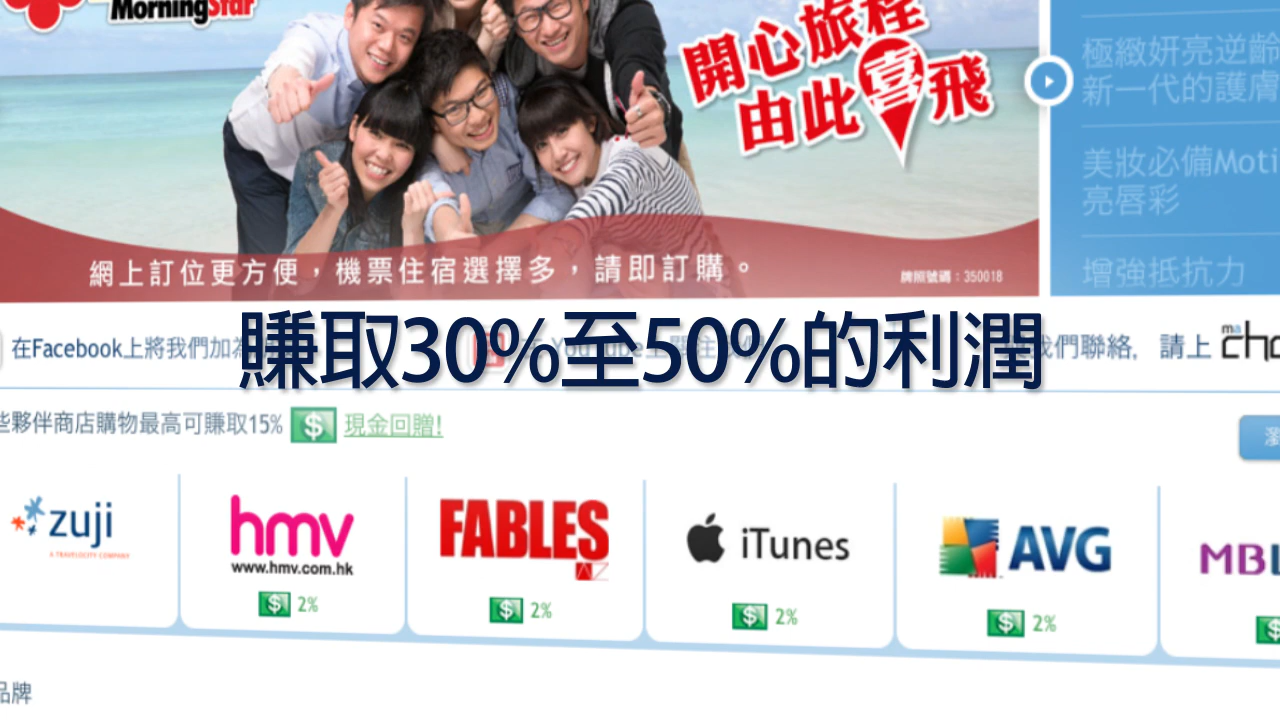 MorningStar
開心旅程
由此喜飛
網上訂位更方便，機票住宿選擇多，請即訂購。
牌照號碼：350018
極緻妍亮逆齡
新一代的護膚
美妝必備Moti
亮唇彩
增強抵抗力
在Facebook上將我們加為
我們聯絡, 請上
賺取30%至50%的利潤
些夥伴商店購物最高可賺取15% $ 現金回贈!
瀏
zuji
A TRAVELOCITY COMPANY
hmv
www.hmv.com.hk
$ 2%
FABLES
$ 2%
iTunes
$ 2%
AVG
$ 2%
MBL
$
品牌